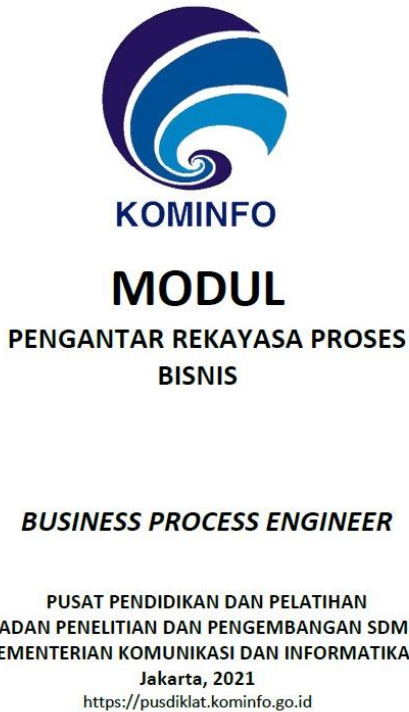 KOMINFO
MODUL
PENGANTAR REKAYASA PROSES
BISNIS
BUSINESS PROCESS ENGINEER
PUSAT PENDIDIKAN DAN PELATIHAN
ADAN PENELITIAN DAN PENGEMBANGAN SDM
EMENTERIAN KOMUNIKASI DAN INFORMATIKA
Jakarta, 2021
https://pusdiklat.kominfo.go.id